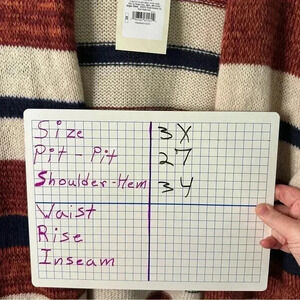 Size 3X
Pit-Pit 27
Shoulder-Hem 34
Waist
Rise
Inseam